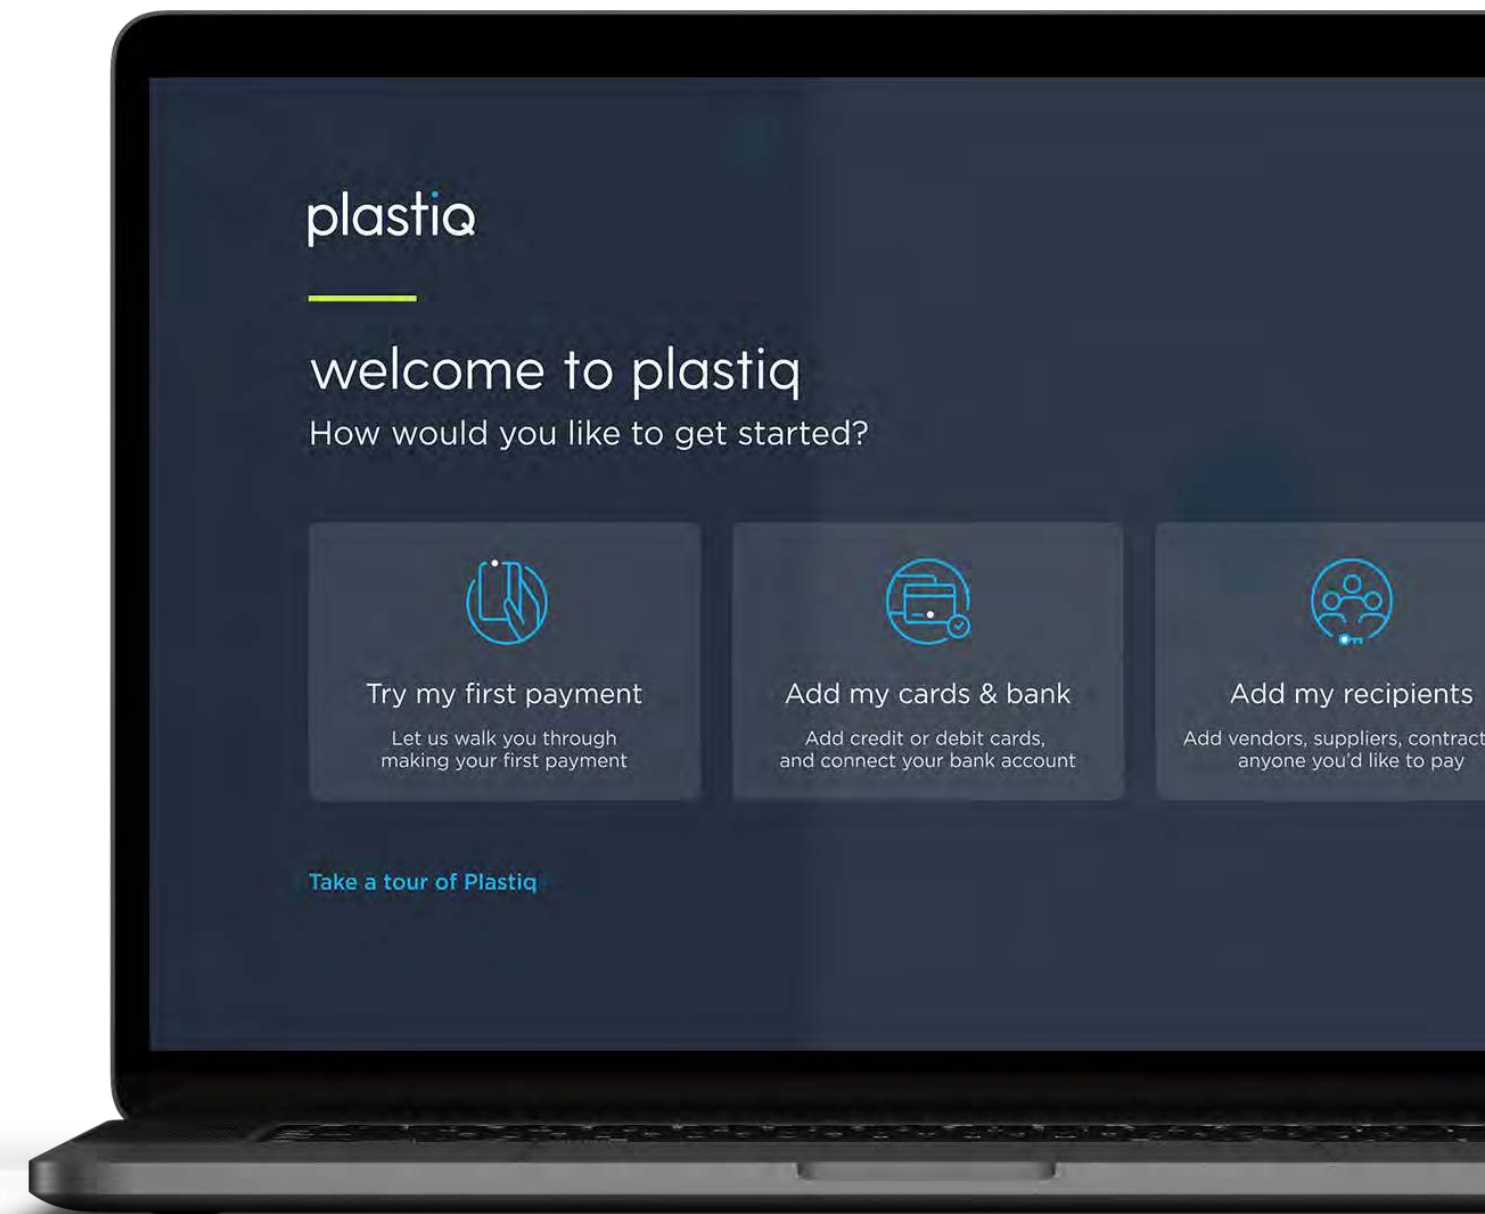 plastiq
welcome to plastiq
How would you like to get started?
Try my first payment
Let us walk you through
making your first payment
Add my cards & bank
Add credit or debit cards,
and connect your bank account
Add my recipients
Add vendors, suppliers,
anyone you'd like to pay
Take a tour of Plastiq